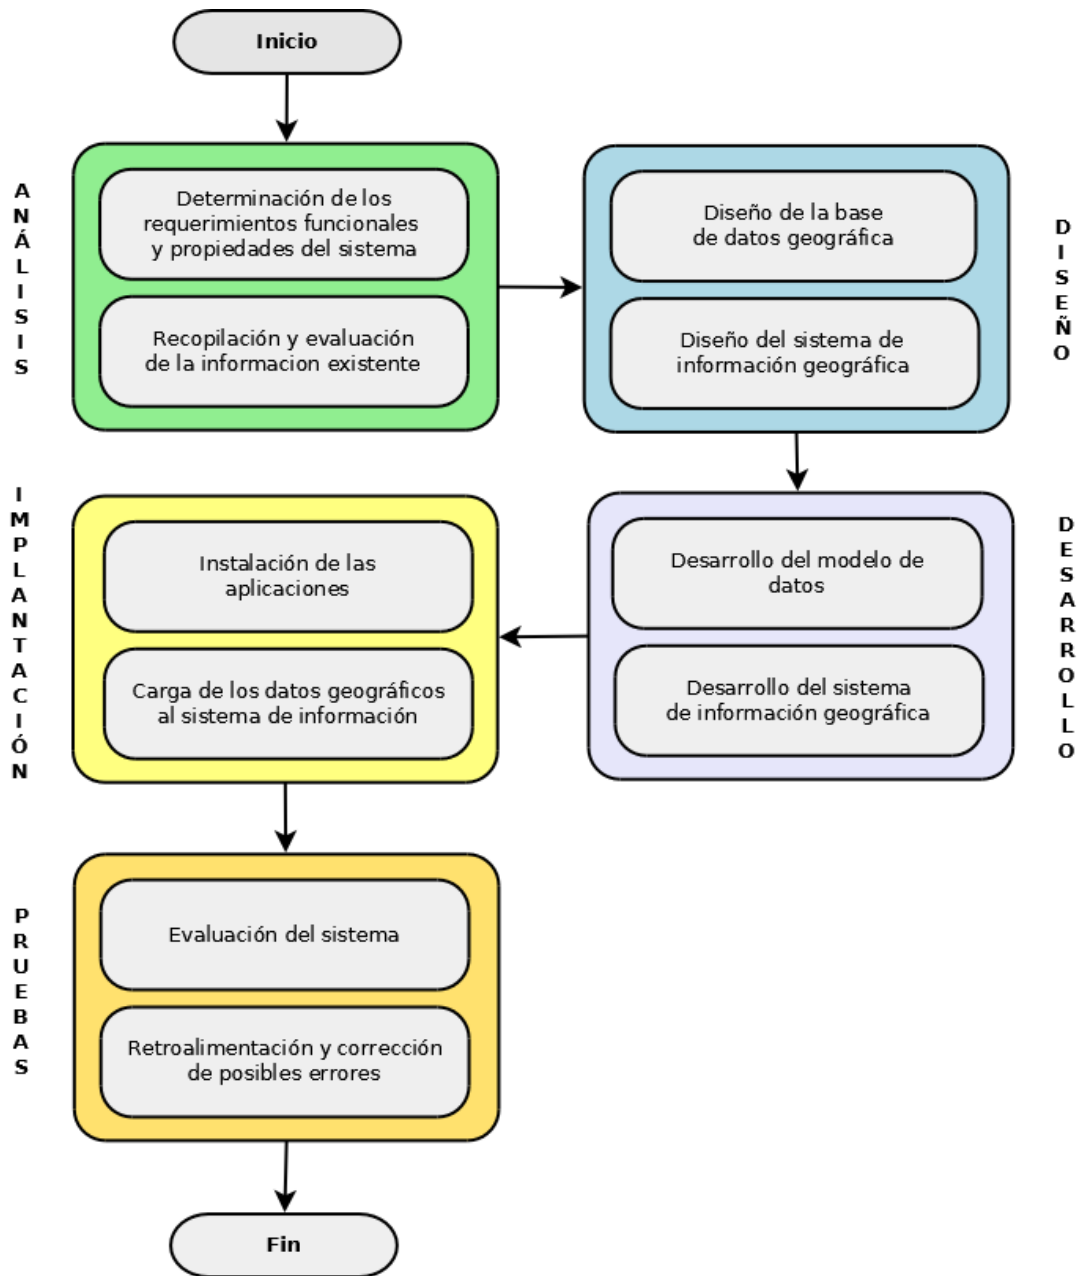 Inicio
ANÁLISIS
Determinación de los
requerimientos funcionales
y propiedades del sistema
Recopilación y evaluación
de la informacion existente
DISEÑO
Diseño de la base
de datos geográfica
Diseño del sistema de
información geográfica
DESARROLLO
Desarrollo del modelo de
datos
Desarrollo del sistema
de información geográfica
IMPLANTACIÓN
Instalación de las
aplicaciones
Carga de los datos geográficos
al sistema de información
PRUEBAS
Evaluación del sistema
Retroalimentación y corrección
de posibles errores
Fin